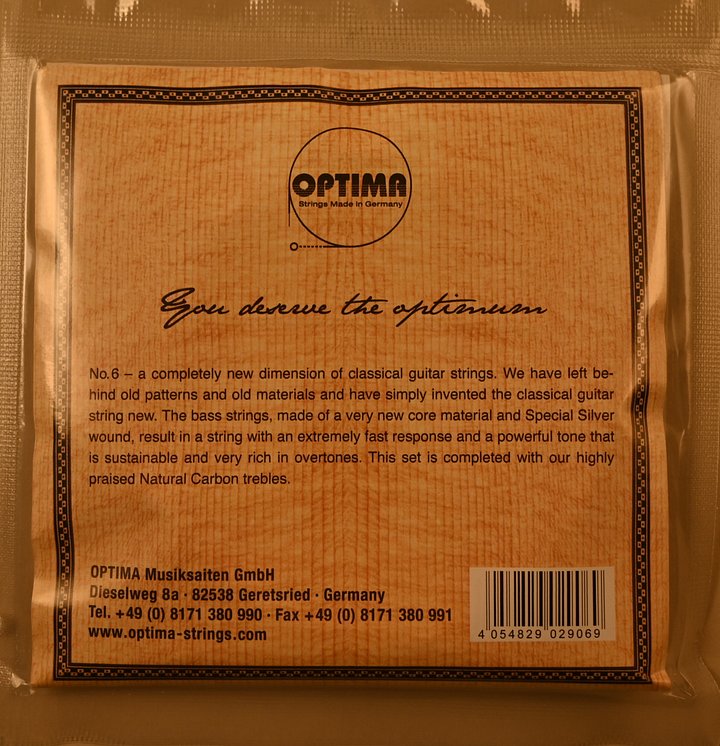 OPTIMA
Strings Made in Germany
You deserve the optimum
No.6 – a completely new dimension of classical guitar strings. We have left be-
hind old patterns and old materials and have simply invented the classical guitar
string new. The bass strings, made of a very new core material and Special Silver
wound, result in a string with an extremely fast response and a powerful tone that
is sustainable and very rich in overtones. This set is completed with our highly
praised Natural Carbon trebles.
OPTIMA Musiksaiten GmbH
Dieselweg 8a · 82538 Geretsried · Germany
Tel. +49 (0) 8171 380 990 · Fax +49 (0) 8171 380 991
www.optima-strings.com
4 054829 029069